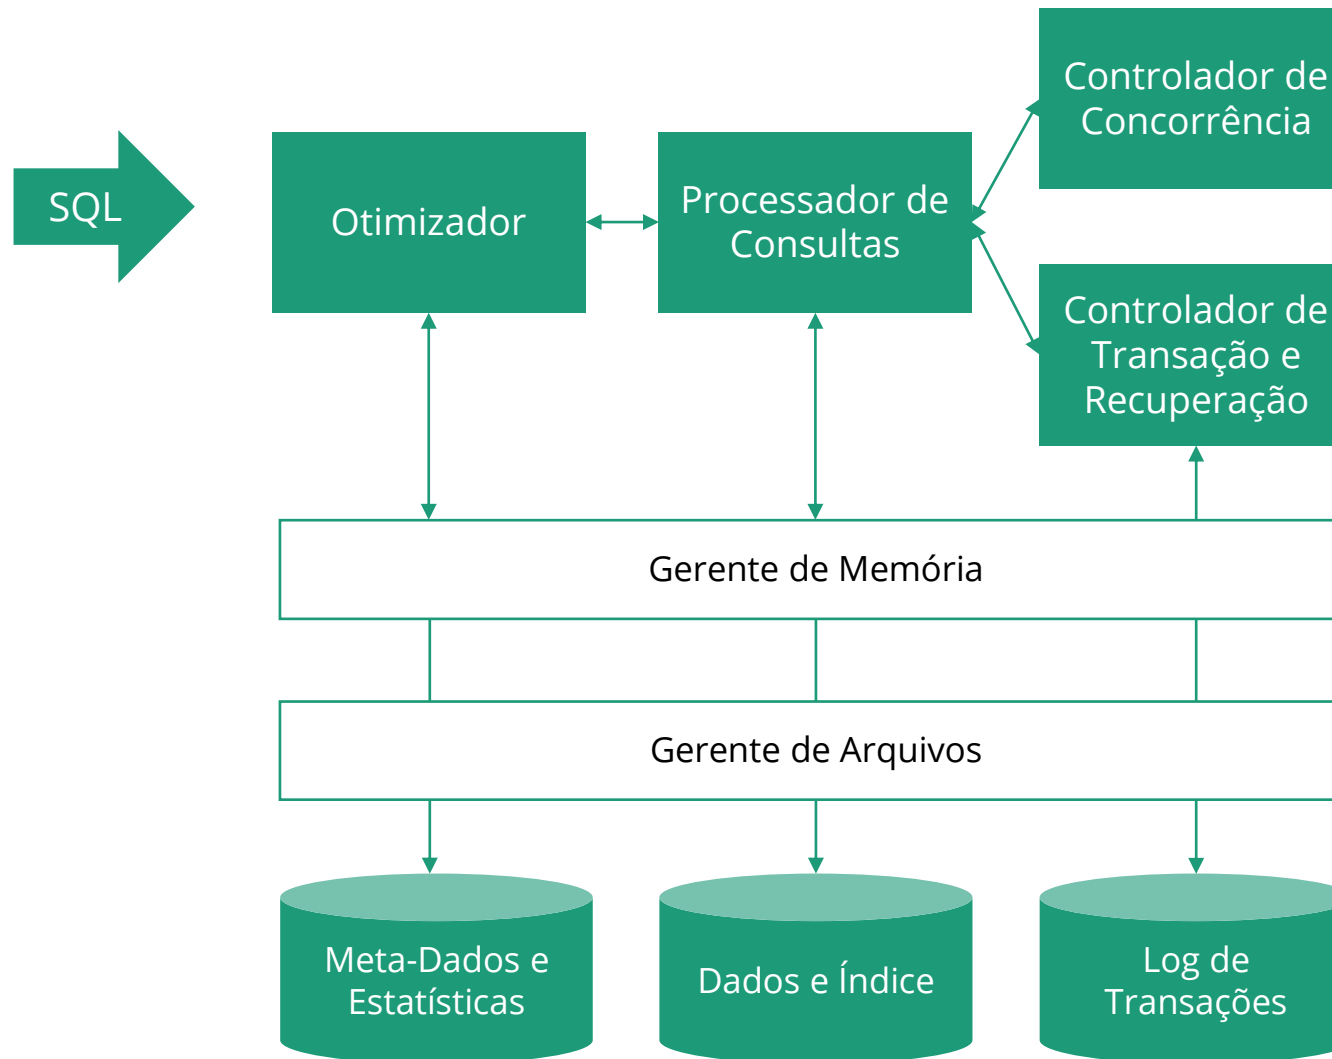 SQL
Otimizador
Processador de
Consultas
Controlador de
Concorrência
Controlador de
Transação e
Recuperação
Gerente de Memória
Gerente de Arquivos
Meta-Dados e
Estatísticas
Dados e Índice
Log de
Transações